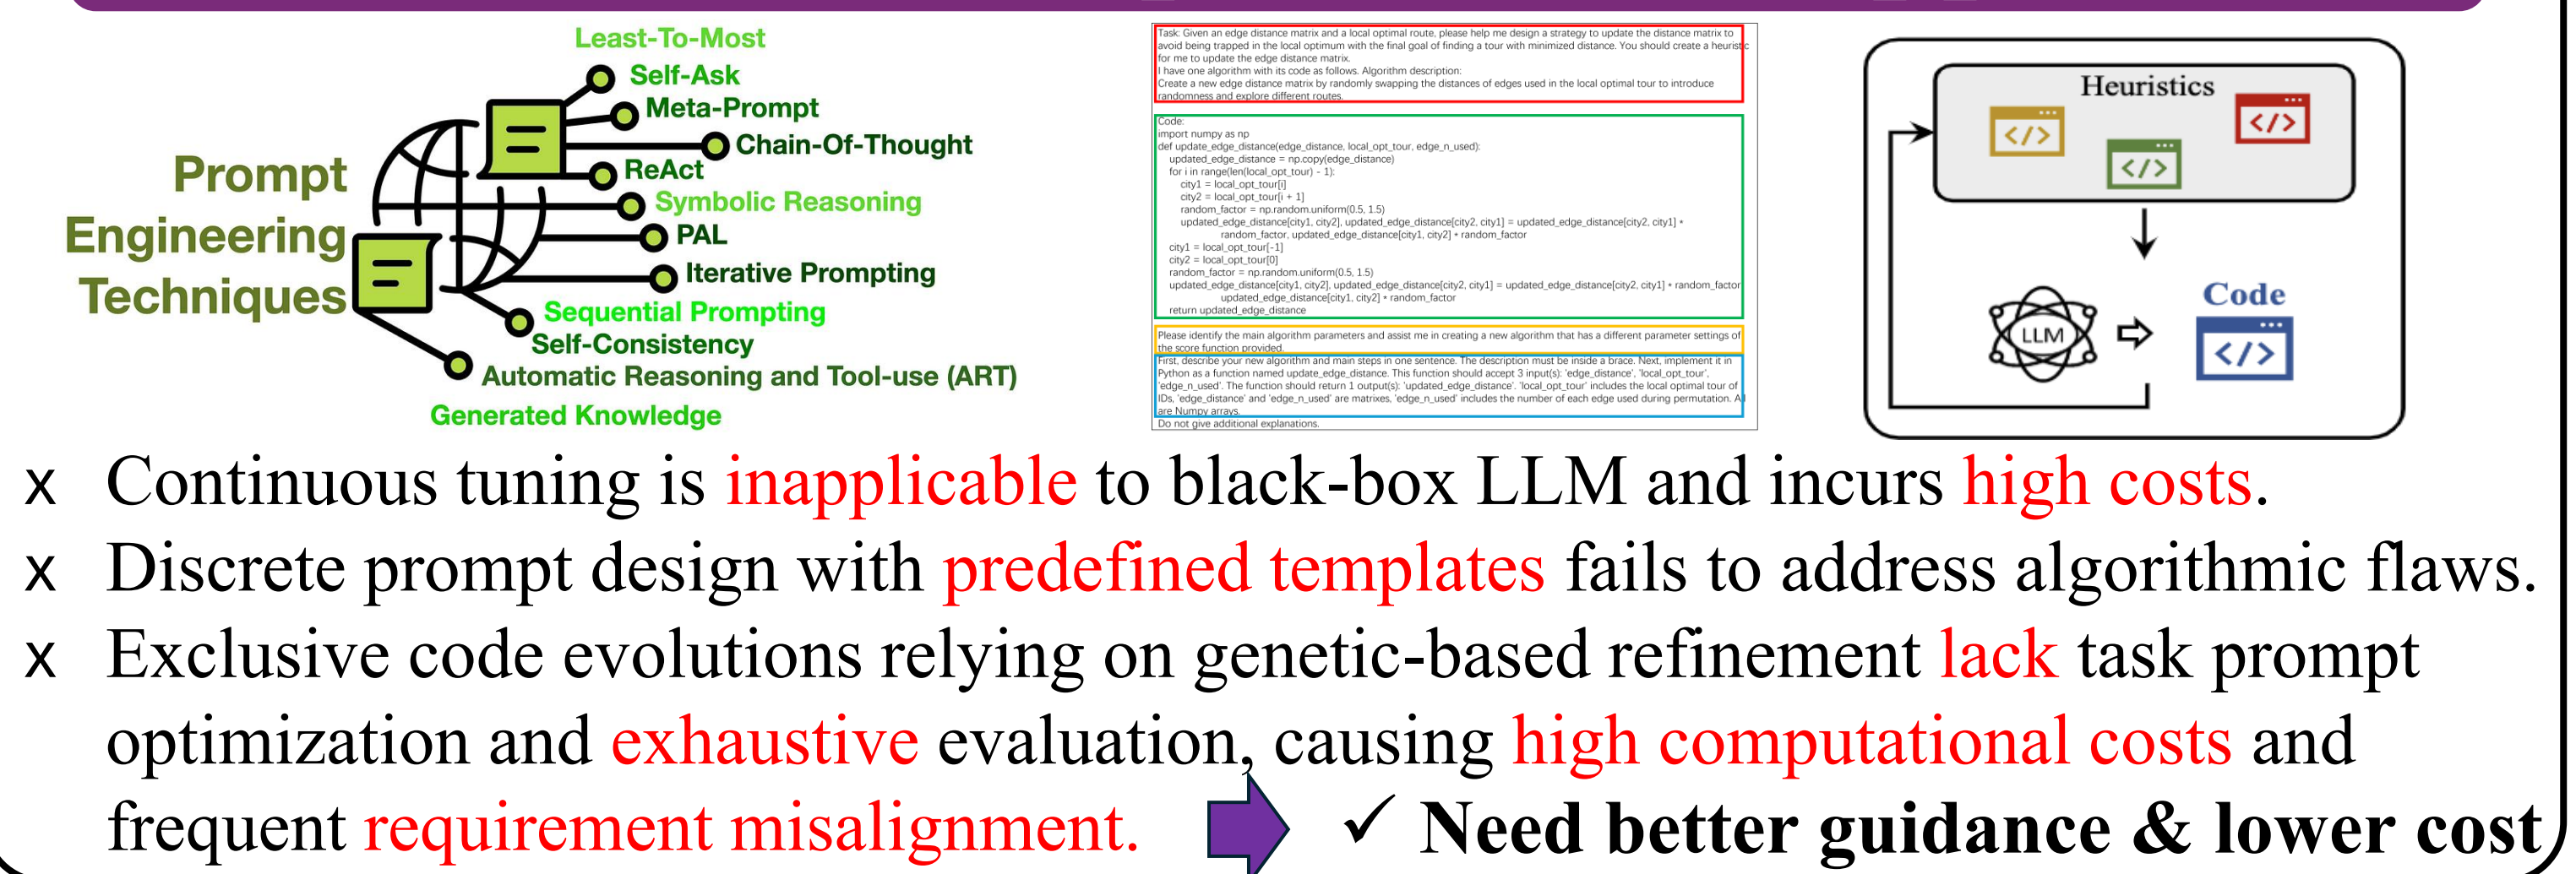 Prompt
Engineering
Techniques
Least-To-Most
Self-Ask
Meta-Prompt
Chain-Of-Thought
ReAct
Symbolic Reasoning
PAL
Iterative Prompting
Sequential Prompting
Self-Consistency
Automatic Reasoning and Tool-use (ART)
Generated Knowledge
Task: Given an edge distance matrix and a local optimal route, please help me design a strategy to update the distance matrix to
avoid being trapped in the local optimum with the final goal of finding a tour with minimized distance. You should create a heuristic
for me to update the edge distance matrix.
I have one algorithm with its code as follows. Algorithm description:
Create a new edge distance matrix by randomly swapping the distances of edges used in the local optimal tour to introduce
randomness and explore different routes.
Code:
import numpy as np
def update_edge_distance(edge_distance, local_opt_tour, edge_n_used):
updated_edge_distance = np.copy(edge_distance)
for i in range(len(local_opt_tour) - 1):
city1 = local_opt_tour[i]
city2 = local_opt_tour[i + 1]
random_factor = np.random.uniform(0.5, 1.5)
updated_edge_distance[city1, city2], updated_edge_distance[city2, city1] = updated_edge_distance[city2, city1] *
random_factor, updated_edge_distance[city1, city2] * random_factor
city1 = local_opt_tour[-1]
city2 = local_opt_tour[0]
random_factor = np.random.uniform(0.5, 1.5)
updated_edge_distance[city1, city2], updated_edge_distance[city2, city1] = updated_edge_distance[city2, city1] * random_factor
updated_edge_distance[city1, city2] * random_factor
return updated_edge_distance
Please identify the main algorithm parameters and assist me in creating a new algorithm that has a different parameter settings of
the score function provided.
First, describe your new algorithm and main steps in one sentence. The description must be inside a brace. Next, implement it in
Python as a function named update_edge_distance. This function should accept 3 input(s): 'edge_distance', 'local_opt_tour',
'edge_n_used'. The function should return 1 output(s): 'updated_edge_distance'. 'local_opt_tour' includes the local optimal tour of
IDs, 'edge_distance' and 'edge_n_used' are matrixes, 'edge_n_used' includes the number of each edge used during permutation. All
are Numpy arrays.
Do not give additional explanations.
Heuristics
</>
</>
</>
LLM
Code
</>
x Continuous tuning is inapplicable to black-box LLM and incurs high costs.
x Discrete prompt design with predefined templates fails to address algorithmic flaws.
x Exclusive code evolutions relying on genetic-based refinement lack task prompt
optimization and exhaustive evaluation, causing high computational costs and
frequent requirement misalignment.
✓ Need better guidance & lower cost